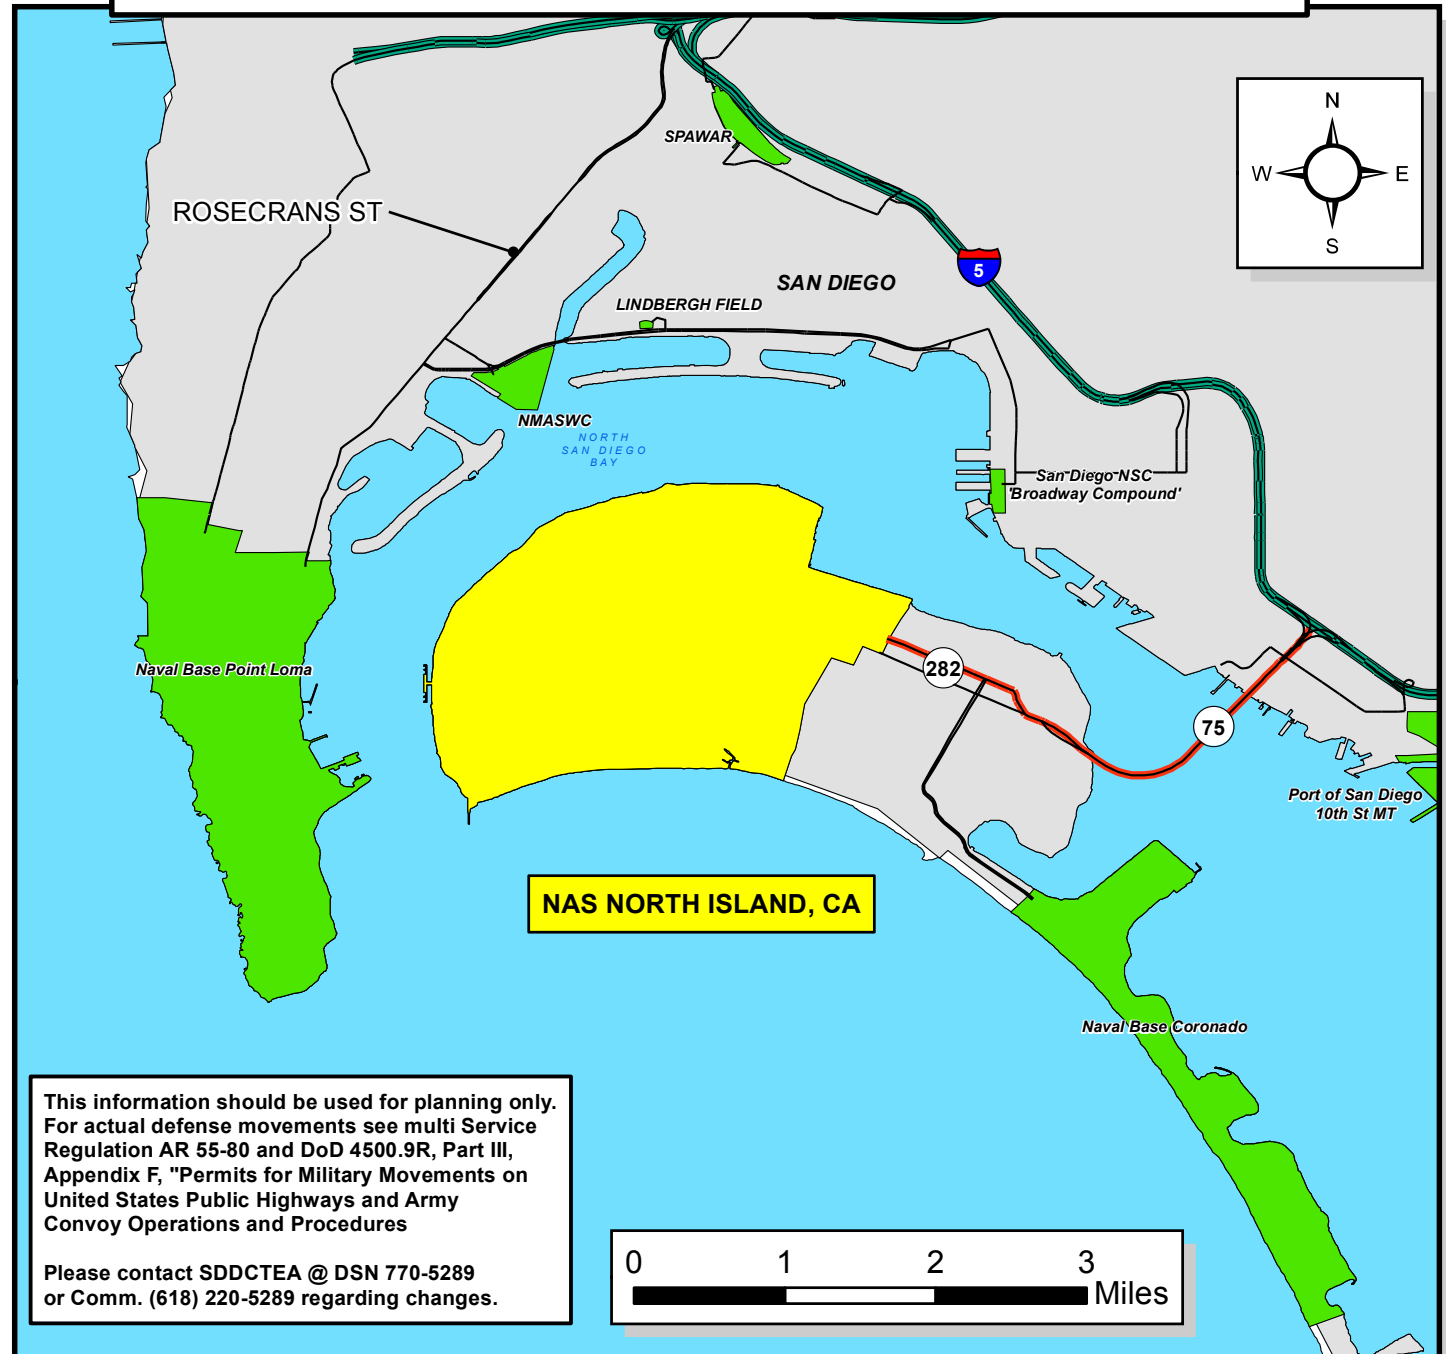 N
W
E
S
SPAWAR
ROSECRANS ST
5
SAN DIEGO
LINDBERGH FIELD
NMASWC
NORTH
SAN DIEGO
BAY
San Diego NSC
'Broadway Compound'
Naval Base Point Loma
282
75
Port of San Diego
10th St MT
NAS NORTH ISLAND, CA
Naval Base Coronado
This information should be used for planning only.
For actual defense movements see multi Service
Regulation AR 55-80 and DoD 4500.9R, Part III,
Appendix F, "Permits for Military Movements on
United States Public Highways and Army
Convoy Operations and Procedures
Please contact SDDCTEA @ DSN 770-5289
or Comm. (618) 220-5289 regarding changes.
0 1 2 3
Miles